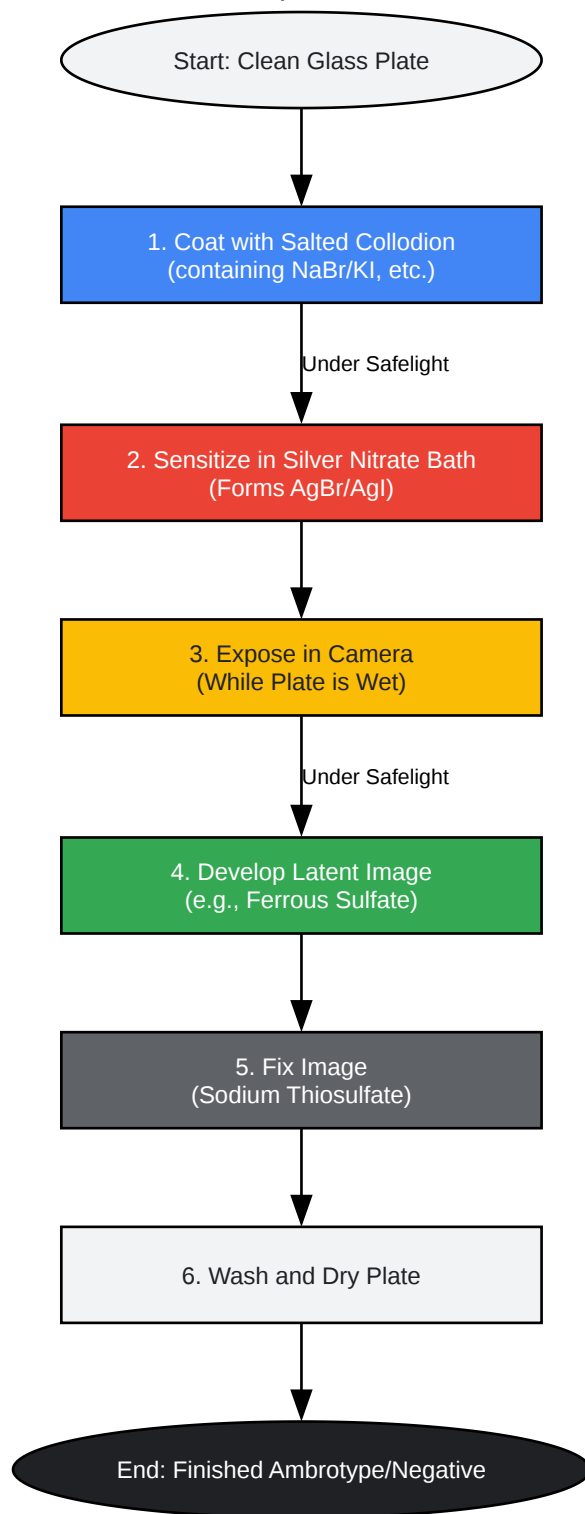 Start: Clean Glass Plate
1. Coat with Salted Collodion
(containing NaBr/KI, etc.)
Under Safelight
2. Sensitize in Silver Nitrate Bath
(Forms AgBr/AgI)
3. Expose in Camera
(While Plate is Wet)
Under Safelight
4. Develop Latent Image
(e.g., Ferrous Sulfate)
5. Fix Image
(Sodium Thiosulfate)
6. Wash and Dry Plate
End: Finished Ambrotype/Negative